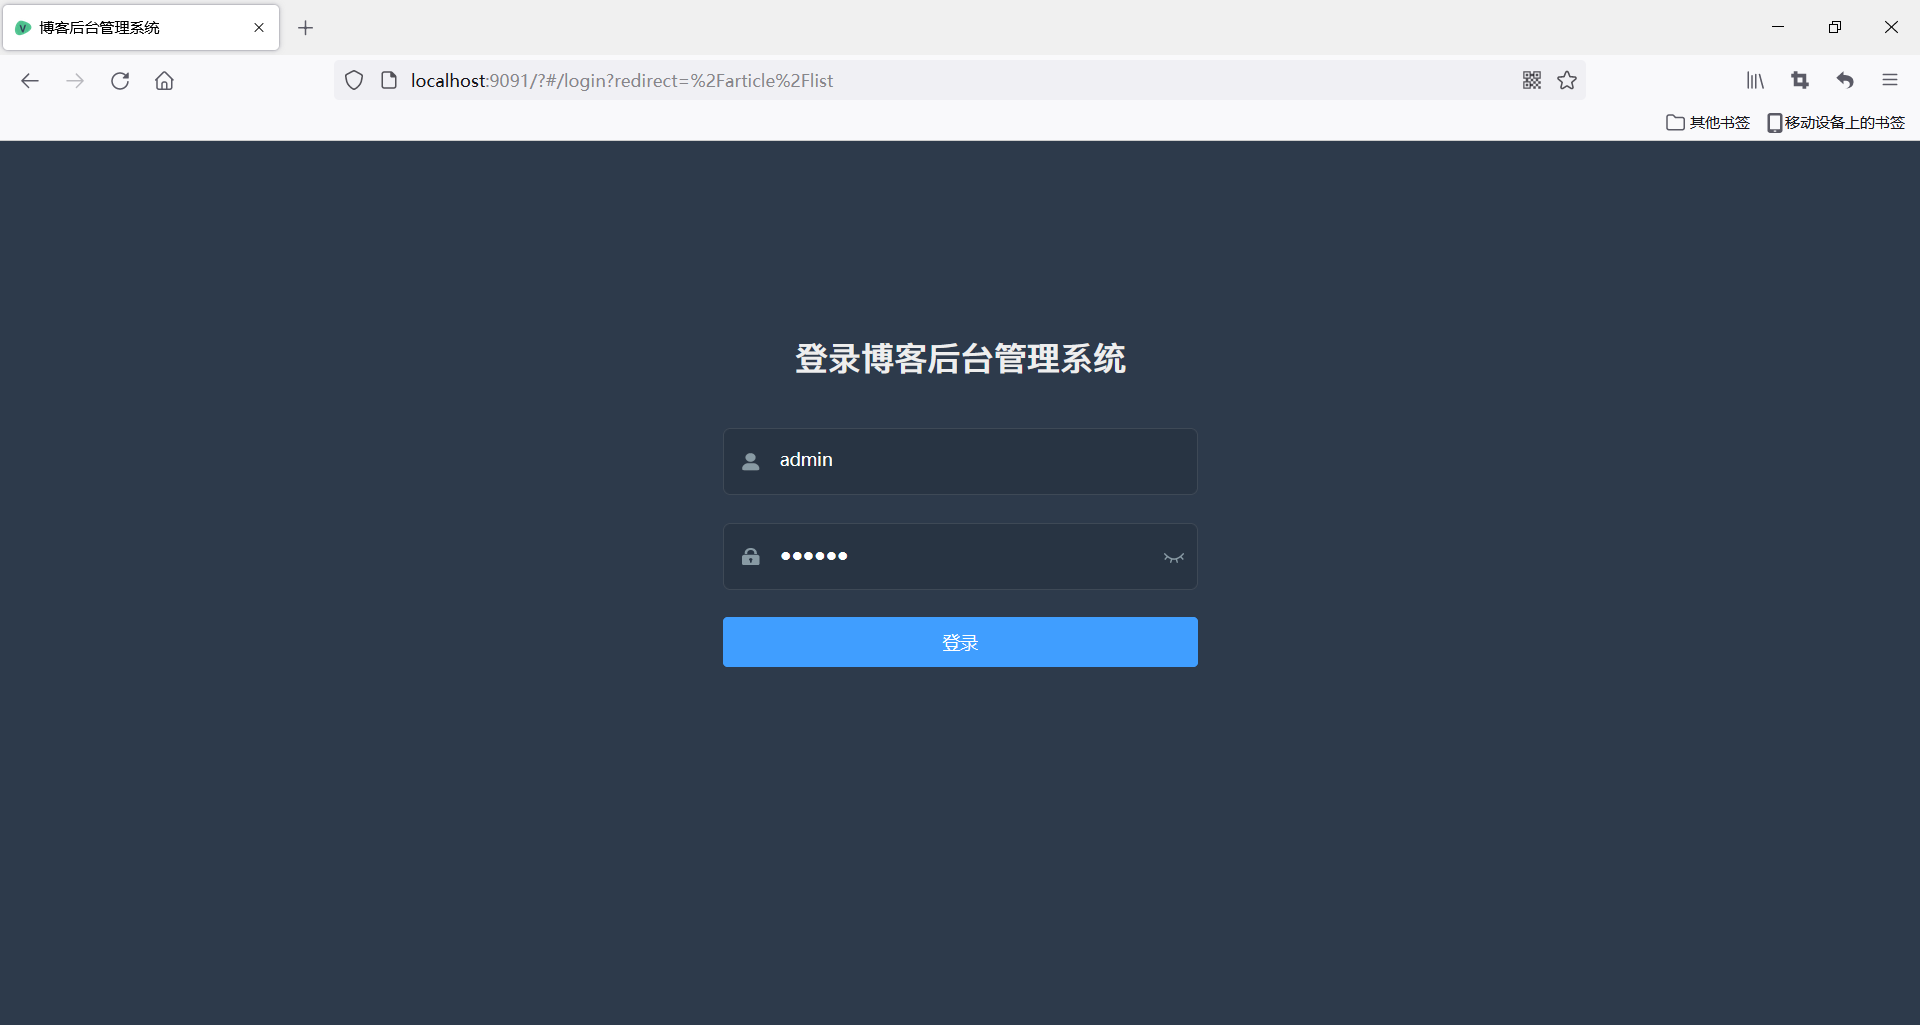 博客后台管理系统
localhost:9091/?#/login?redirect=%2Farticle%2Flist
其他书签 移动设备上的书签
登录博客后台管理系统
admin
••••••
登录